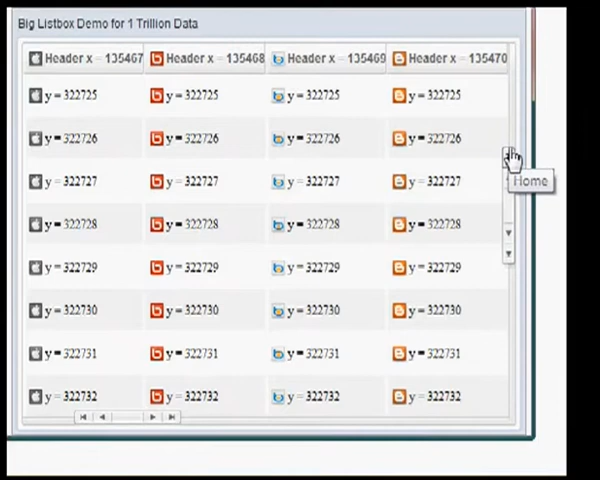 Big Listbox Demo for 1 Trillion Data
Header x = 135467 Header x = 135468 Header x = 135469 Header x = 135470
y = 322725 y = 322725 y = 322725 y = 322725
y = 322726 y = 322726 y = 322726 y = 322726
y = 322727 y = 322727 y = 322727 y = 322727
Home
y = 322728 y = 322728 y = 322728 y = 322728
y = 322729 y = 322729 y = 322729 y = 322729
y = 322730 y = 322730 y = 322730 y = 322730
y = 322731 y = 322731 y = 322731 y = 322731
y = 322732 y = 322732 y = 322732 y = 322732